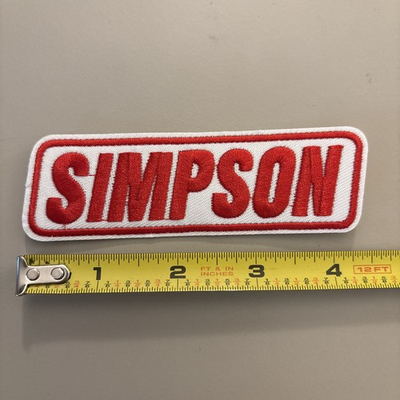 SIMPSON
1 2 FT & IN INCHES 3 4 12FT